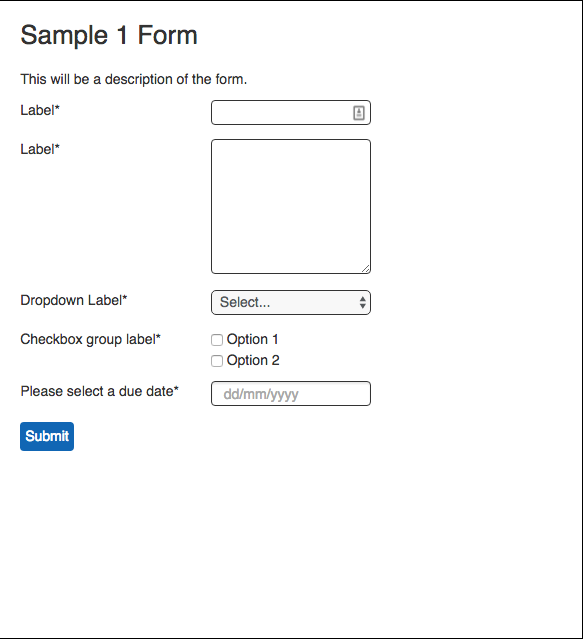 Sample 1 Form
This will be a description of the form.
Label*
Label*
Dropdown Label* Select...
Checkbox group label* Option 1
Option 2
Please select a due date* dd/mm/yyyy
Submit